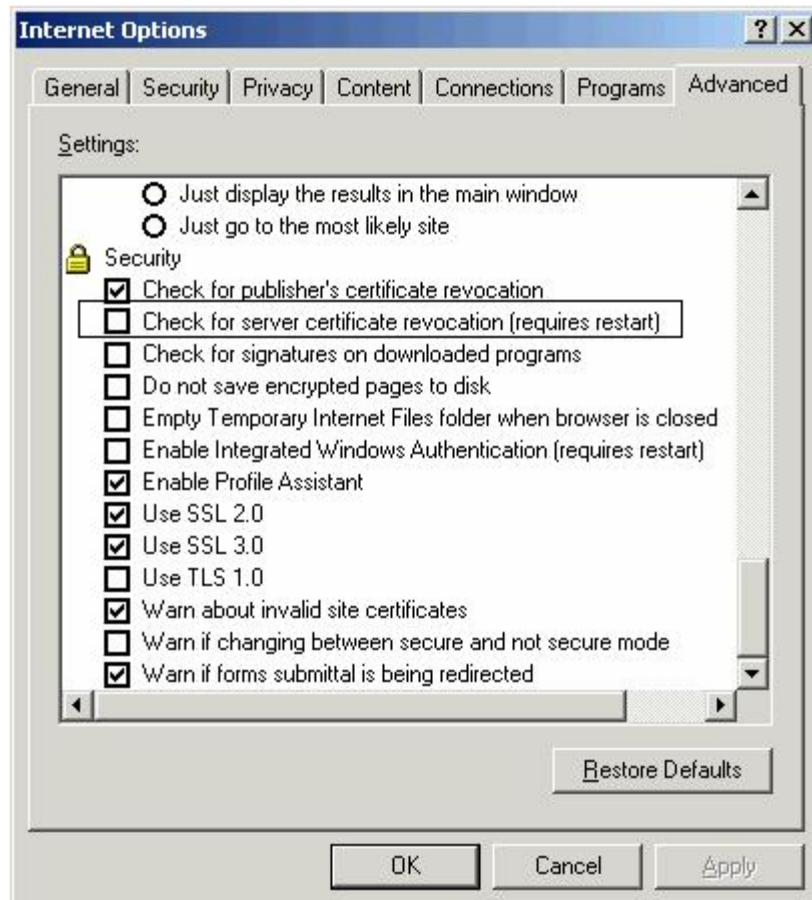 Internet Options
General Security Privacy Content Connections Programs Advanced
Settings:
Just display the results in the main window
Just go to the most likely site
Security
Check for publisher's certificate revocation
Check for server certificate revocation (requires restart)
Check for signatures on downloaded programs
Do not save encrypted pages to disk
Empty Temporary Internet Files folder when browser is closed
Enable Integrated Windows Authentication (requires restart)
Enable Profile Assistant
Use SSL 2.0
Use SSL 3.0
Use TLS 1.0
Warn about invalid site certificates
Warn if changing between secure and not secure mode
Warn if forms submittal is being redirected
Restore Defaults
OK Cancel Apply